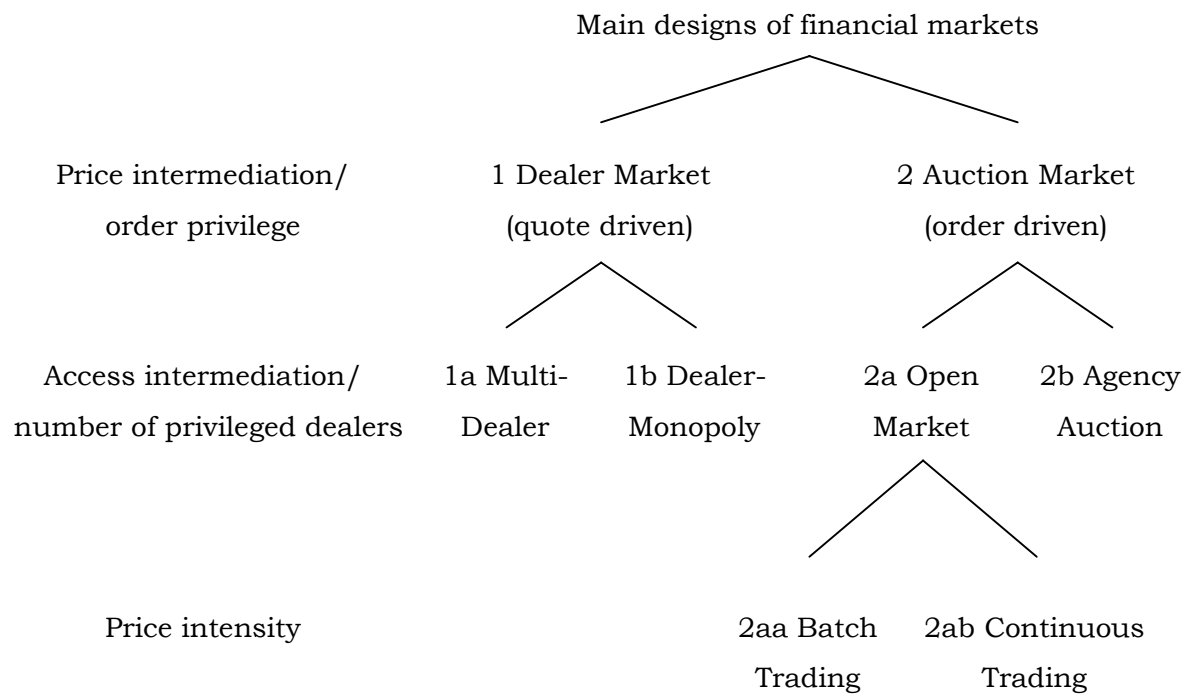 Main designs of financial markets
Price intermediation/
order privilege
1 Dealer Market
(quote driven)
2 Auction Market
(order driven)
Access intermediation/
number of privileged dealers
1a Multi-
Dealer
1b Dealer-
Monopoly
2a Open
Market
2b Agency
Auction
Price intensity
2aa Batch
Trading
2ab Continuous
Trading